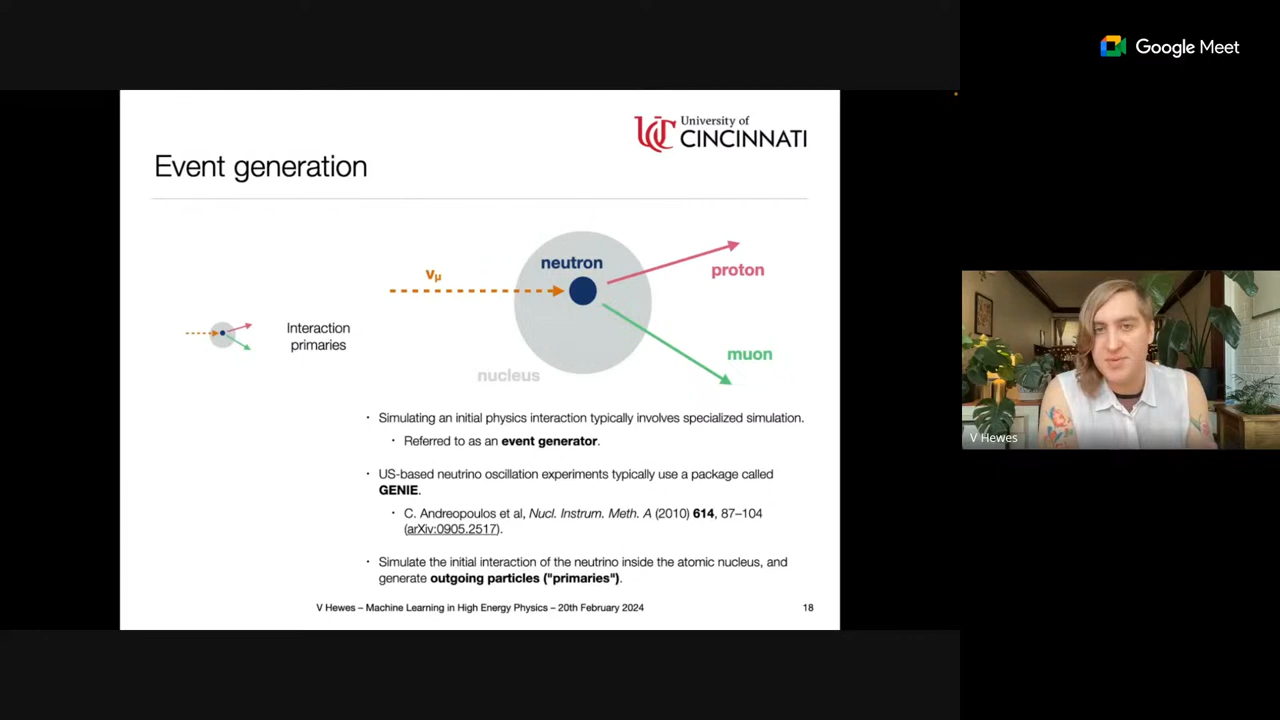 Google Meet
University of
CINCINNATI
Event generation
neutron
νμ
proton
Interaction
primaries
muon
nucleus
· Simulating an initial physics interaction typically involves specialized simulation.
· Referred to as an event generator.
· US-based neutrino oscillation experiments typically use a package called
GENIE.
· C. Andreopoulos et al, Nucl. Instrum. Meth. A (2010) 614, 87–104
(arXiv:0905.2517).
· Simulate the initial interaction of the neutrino inside the atomic nucleus, and
generate outgoing particles ("primaries").
V Hewes – Machine Learning in High Energy Physics – 20th February 2024
18
V Hewes